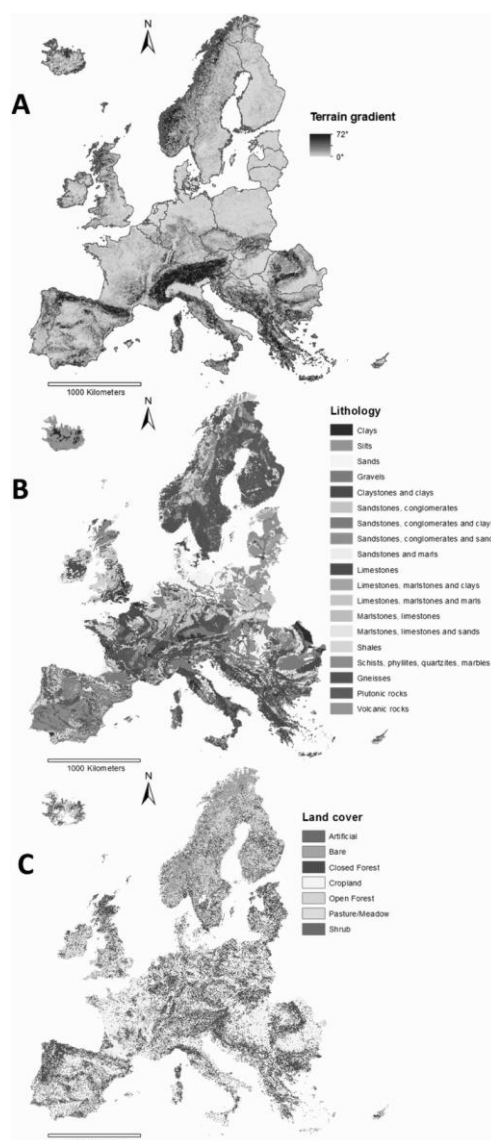 N
A
Terrain gradient
72°
0°
1000 Kilometers
N
B
Lithology
Clays
Silts
Sands
Gravels
Claystones and clays
Sandstones, conglomerates
Sandstones, conglomerates and clay
Sandstones, conglomerates and sand
Sandstones and marls
Limestones
Limestones, marlstones and clays
Limestones, marlstones and marls
Marlstones, limestones
Marlstones, limestones and sands
Shales
Schists, phyllites, quartzites, marbles
Gneisses
Plutonic rocks
Volcanic rocks
1000 Kilometers
N
C
Land cover
Artificial
Bare
Closed Forest
Cropland
Open Forest
Pasture/Meadow
Shrub